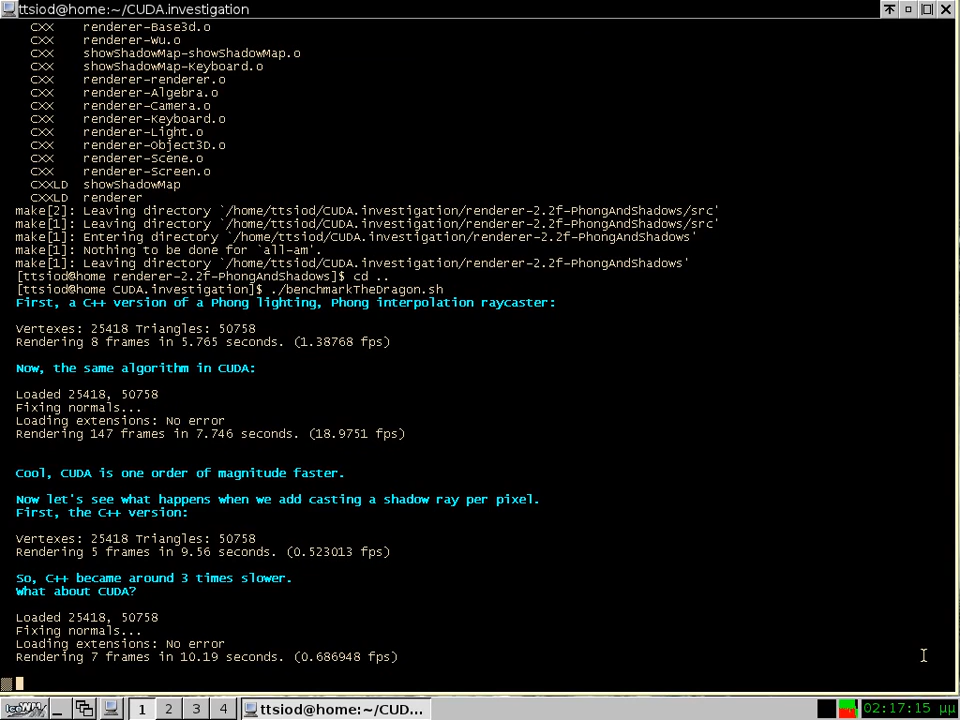 ttsiod@home:~/CUDA.investigation
CXX renderer-Base3d.o
CXX renderer-Wu.o
CXX showShadowMap-showShadowMap.o
CXX showShadowMap-Keyboard.o
CXX renderer-renderer.o
CXX renderer-Algebra.o
CXX renderer-Camera.o
CXX renderer-Keyboard.o
CXX renderer-Light.o
CXX renderer-Object3D.o
CXX renderer-Scene.o
CXX renderer-Screen.o
CXXLD showShadowMap
CXXLD renderer
make[2]: Leaving directory `/home/ttsiod/CUDA.investigation/renderer-2.2f-PhongAndShadows/src'
make[1]: Leaving directory `/home/ttsiod/CUDA.investigation/renderer-2.2f-PhongAndShadows/src'
make[1]: Entering directory `/home/ttsiod/CUDA.investigation/renderer-2.2f-PhongAndShadows'
make[1]: Nothing to be done for `all-am'.
make[1]: Leaving directory `/home/ttsiod/CUDA.investigation/renderer-2.2f-PhongAndShadows'
[ttsiod@home renderer-2.2f-PhongAndShadows]$ cd ..
[ttsiod@home CUDA.investigation]$ ./benchmarkTheDragon.sh
First, a C++ version of a Phong lighting, Phong interpolation raycaster:
Vertexes: 25418 Triangles: 50758
Rendering 8 frames in 5.765 seconds. (1.38768 fps)
Now, the same algorithm in CUDA:
Loaded 25418, 50758
Fixing normals...
Loading extensions: No error
Rendering 147 frames in 7.746 seconds. (18.9751 fps)
Cool, CUDA is one order of magnitude faster.
Now let's see what happens when we add casting a shadow ray per pixel.
First, the C++ version:
Vertexes: 25418 Triangles: 50758
Rendering 5 frames in 9.56 seconds. (0.523013 fps)
So, C++ became around 3 times slower.
What about CUDA?
Loaded 25418, 50758
Fixing normals...
Loading extensions: No error
Rendering 7 frames in 10.19 seconds. (0.686948 fps)
IceWM 1 2 3 4 ttsiod@home:~/CUD... 02:17:15 μμ